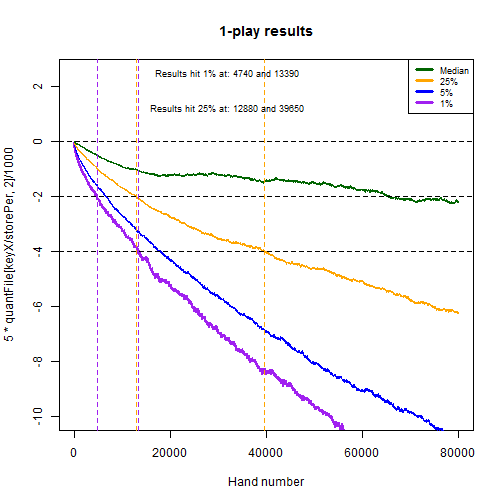 1-play results
Results hit 1% at: 4740 and 13390
Results hit 25% at: 12880 and 39650
Median
25%
5%
1%
5 * quantFile[keyX/storePer, 2]/1000
2
0
-2
-4
-6
-8
-10
0 20000 40000 60000 80000
Hand number